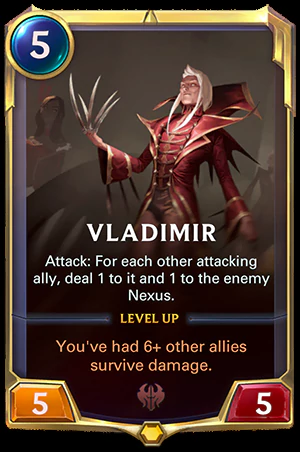 5
VLADIMIR
Attack: For each other attacking
ally, deal 1 to it and 1 to the enemy
Nexus.
LEVEL UP
You've had 6+ other allies
survive damage.
5
5